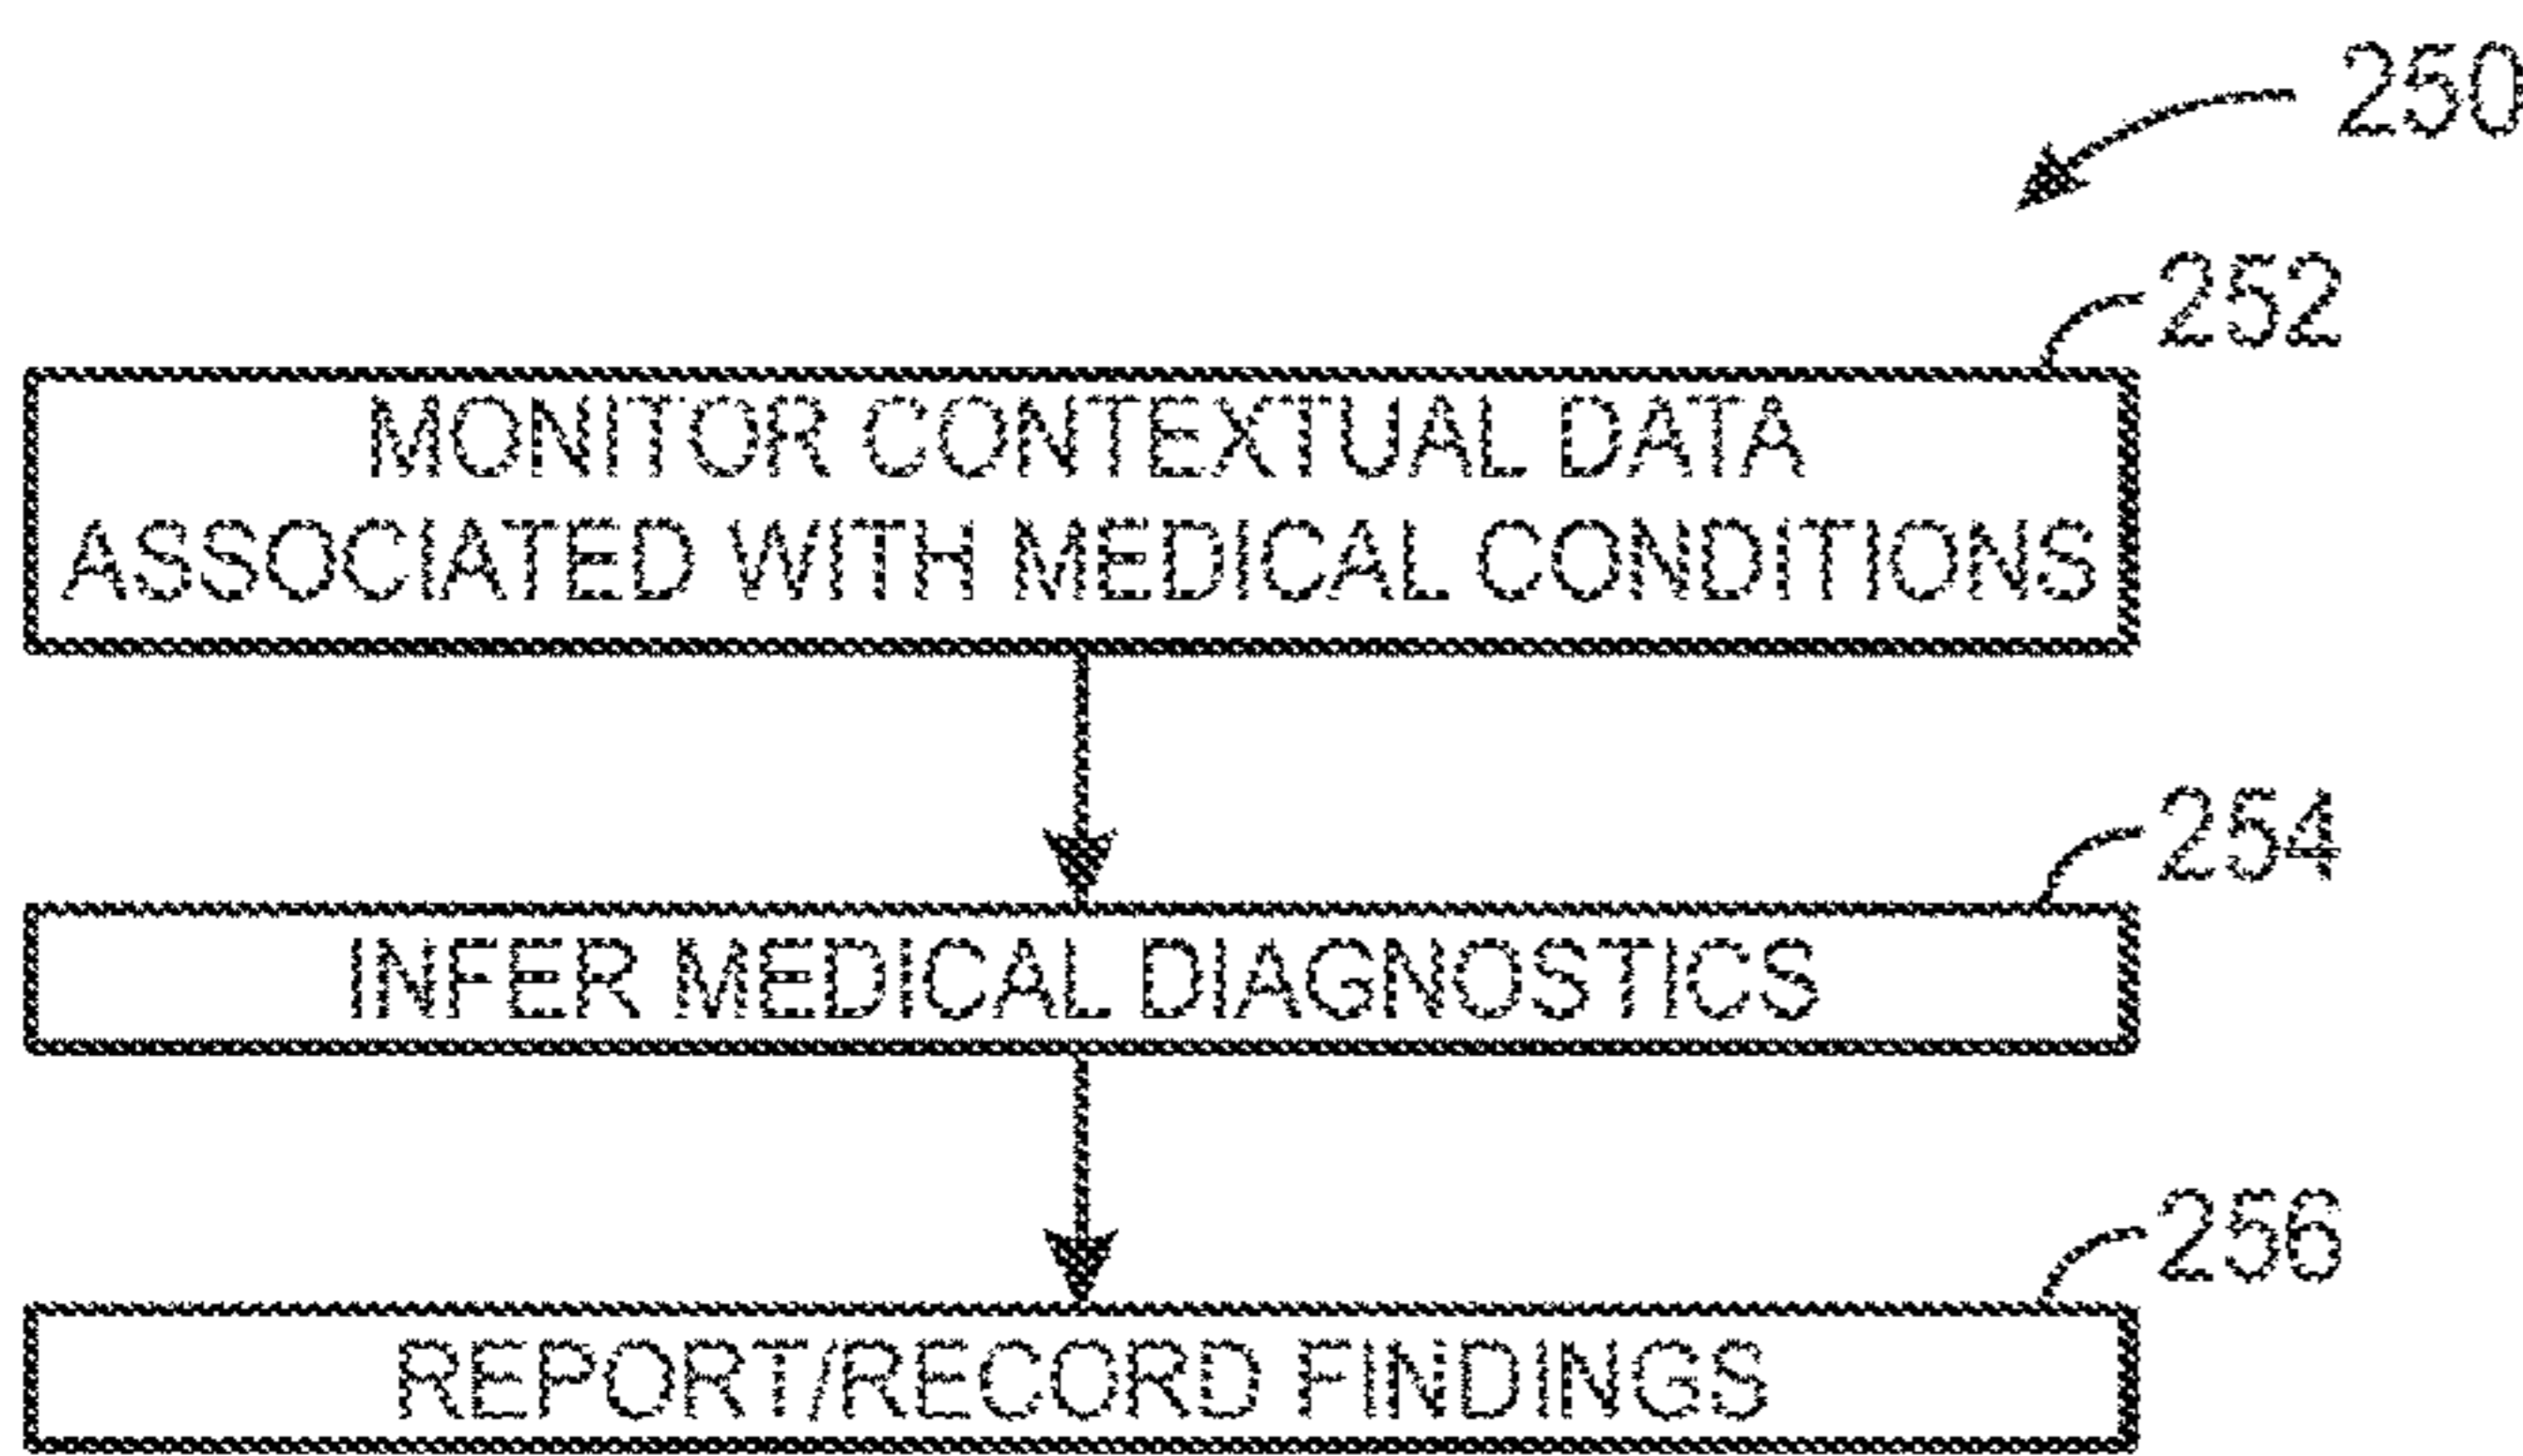 250
252
MONITOR CONTEXTUAL DATA
ASSOCIATED WITH MEDICAL CONDITIONS
254
INFER MEDICAL DIAGNOSTICS
256
REPORT/RECORD FINDINGS